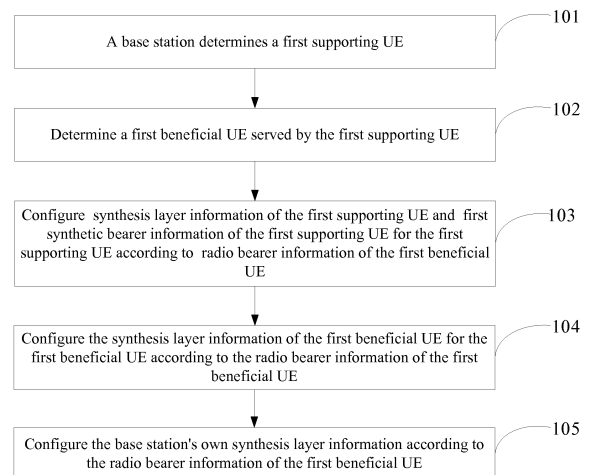 101
A base station determines a first supporting UE
102
Determine a first beneficial UE served by the first supporting UE
Configure synthesis layer information of the first supporting UE and first
synthetic bearer information of the first supporting UE for the first
supporting UE according to radio bearer information of the first beneficial
UE
103
Configure the synthesis layer information of the first beneficial UE for the
first beneficial UE according to the radio bearer information of the first
beneficial UE
104
Configure the base station's own synthesis layer information according to
the radio bearer information of the first beneficial UE
105